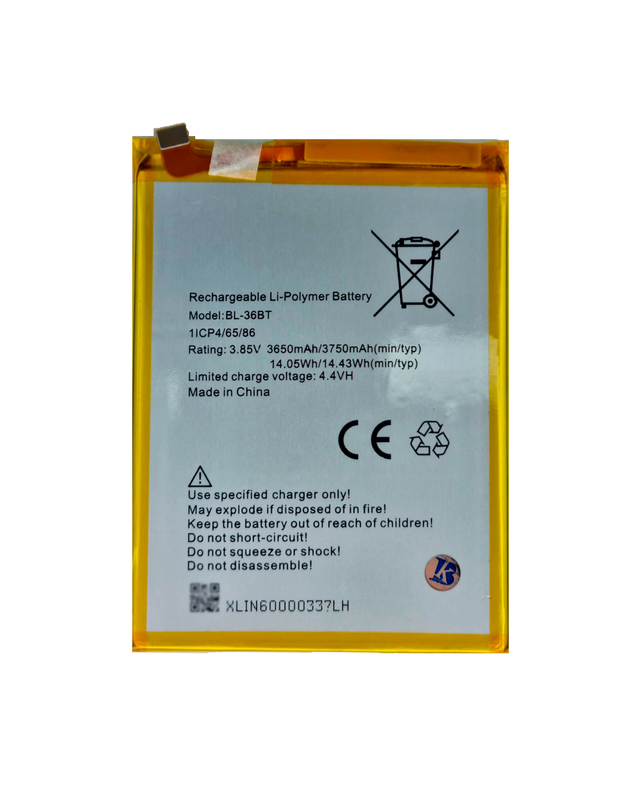 Rechargeable Li-Polymer Battery
Model:BL-36BT
1ICP4/65/86
Rating: 3.85V 3650mAh/3750mAh(min/typ)
14.05Wh/14.43Wh(min/typ)
Limited charge voltage: 4.4VH
Made in China
CE
Use specified charger only!
May explode if disposed of in fire!
Keep the battery out of reach of children!
Do not short-circuit!
Do not squeeze or shock!
Do not disassemble!
K
XLIN60000337LH